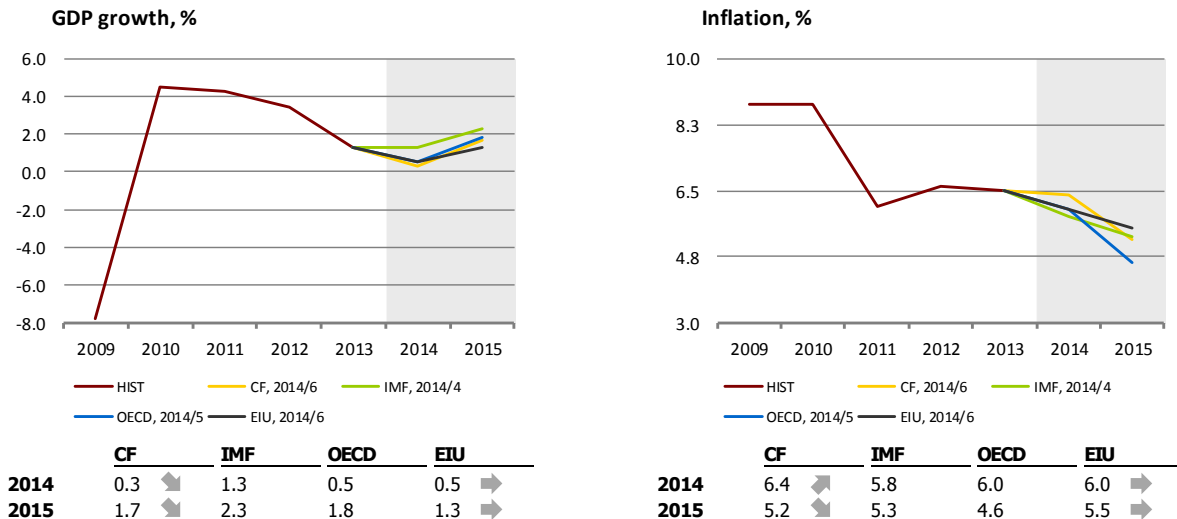 GDP growth, %
6.0
4.0
2.0
0.0
-2.0
-4.0
-6.0
-8.0
2009 2010 2011 2012 2013 2014 2015
HIST CF, 2014/6 IMF, 2014/4
OECD, 2014/5 EIU, 2014/6
CF IMF OECD EIU
2014 0.3 1.3 0.5 0.5
2015 1.7 2.3 1.8 1.3
Inflation, %
10.0
8.3
6.5
4.8
3.0
2009 2010 2011 2012 2013 2014 2015
HIST CF, 2014/6 IMF, 2014/4
OECD, 2014/5 EIU, 2014/6
CF IMF OECD EIU
2014 6.4 5.8 6.0 6.0
2015 5.2 5.3 4.6 5.5